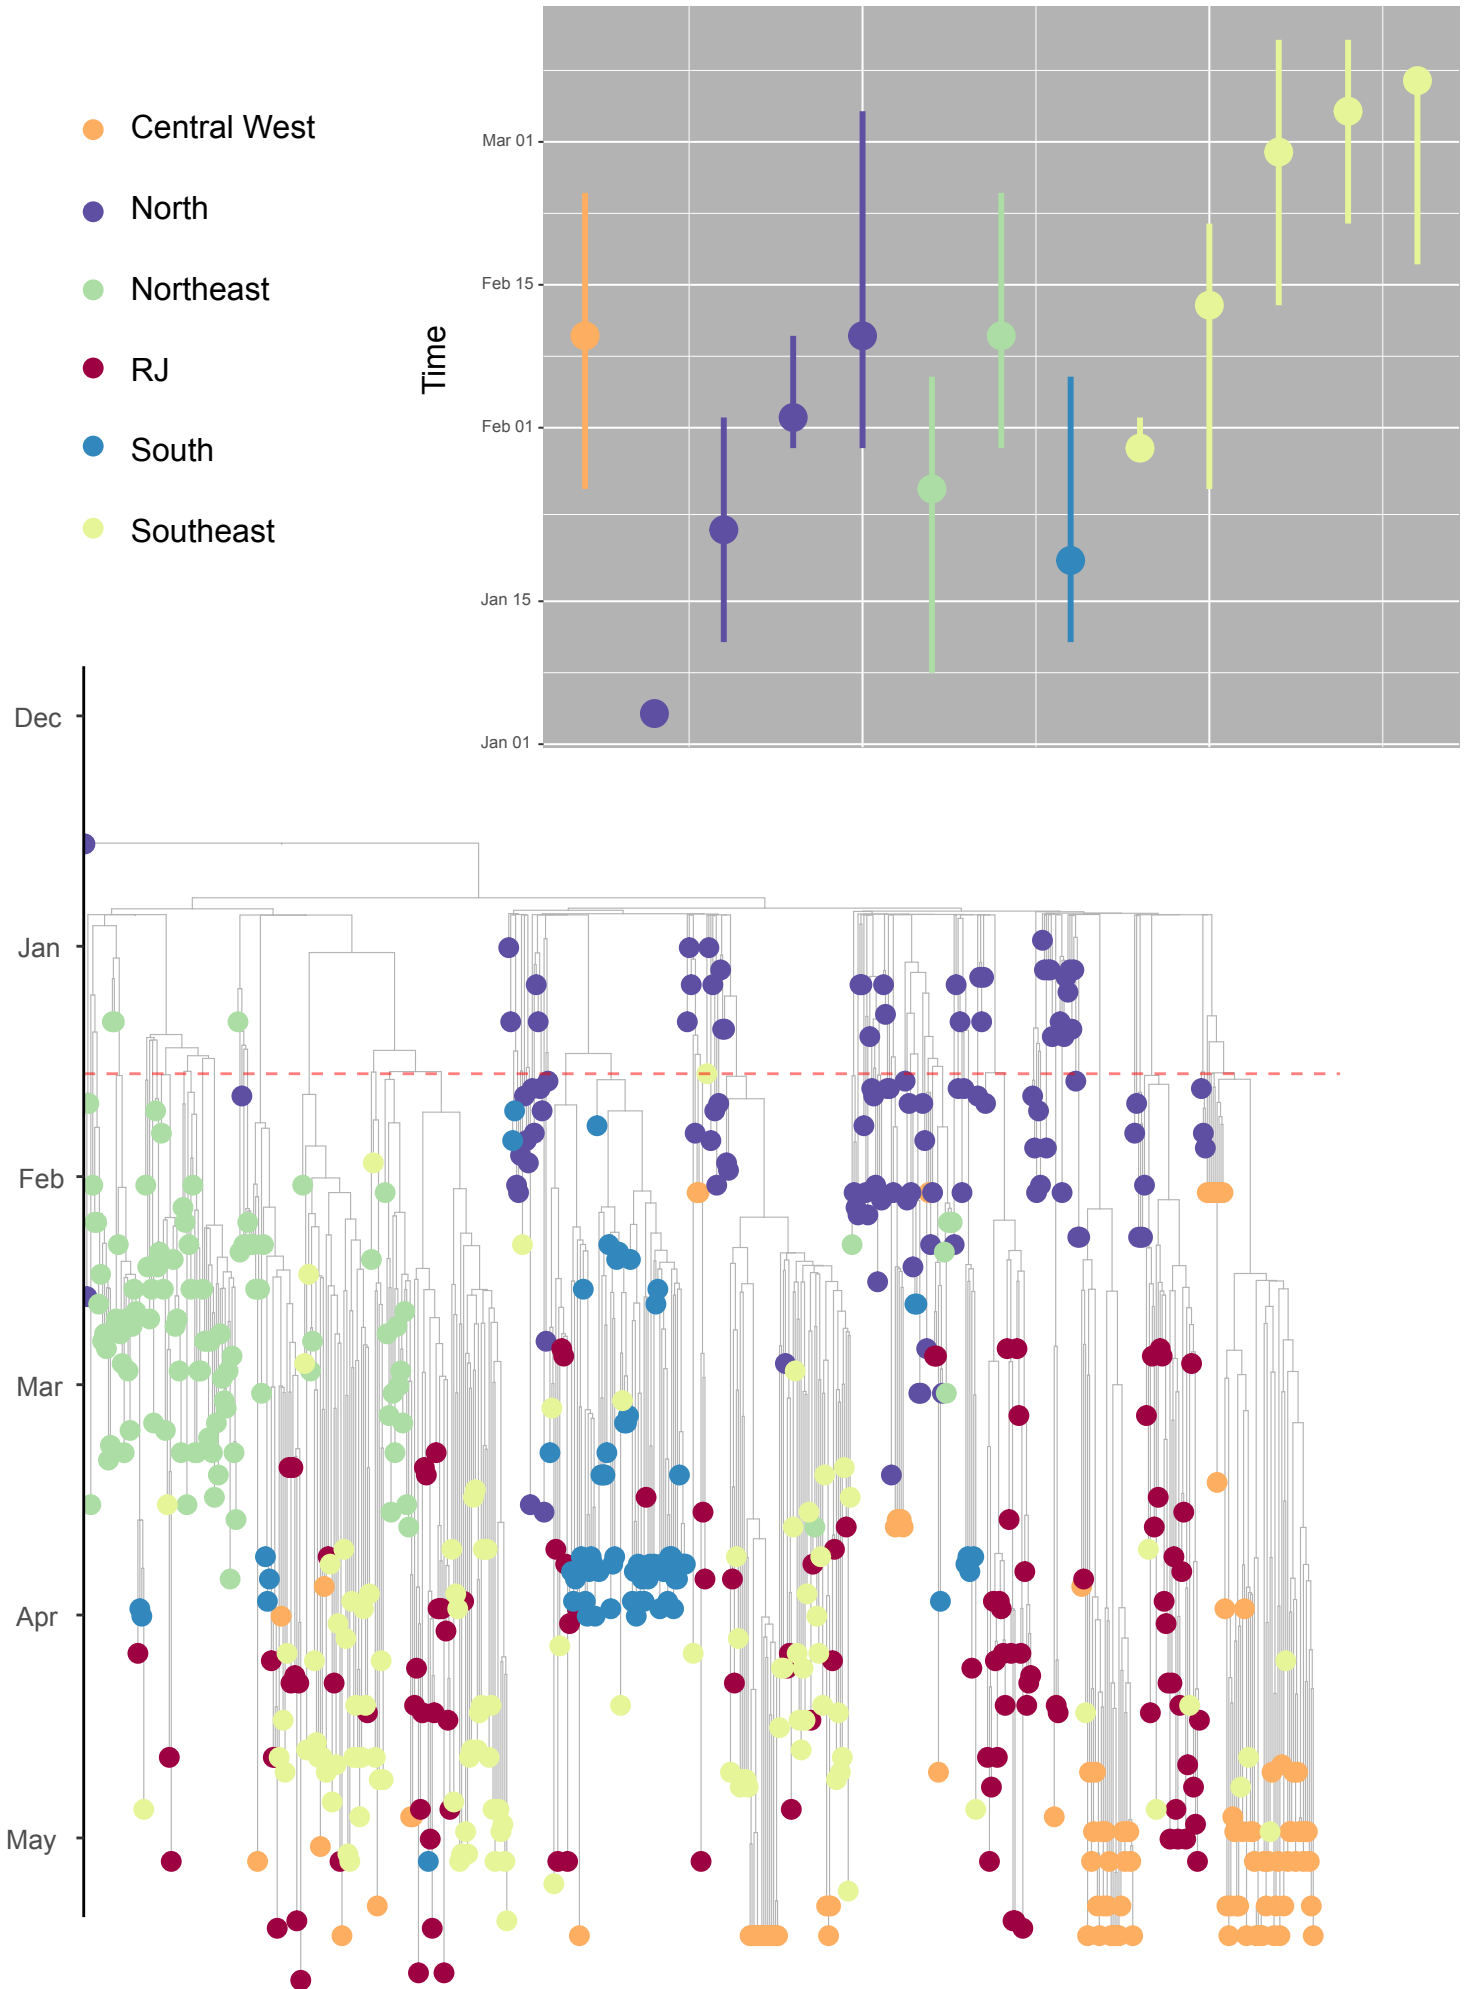 Central West
North
Northeast
RJ
South
Southeast
Time
Mar 01
Feb 15
Feb 01
Jan 15
Jan 01
Dec
Jan
Feb
Mar
Apr
May